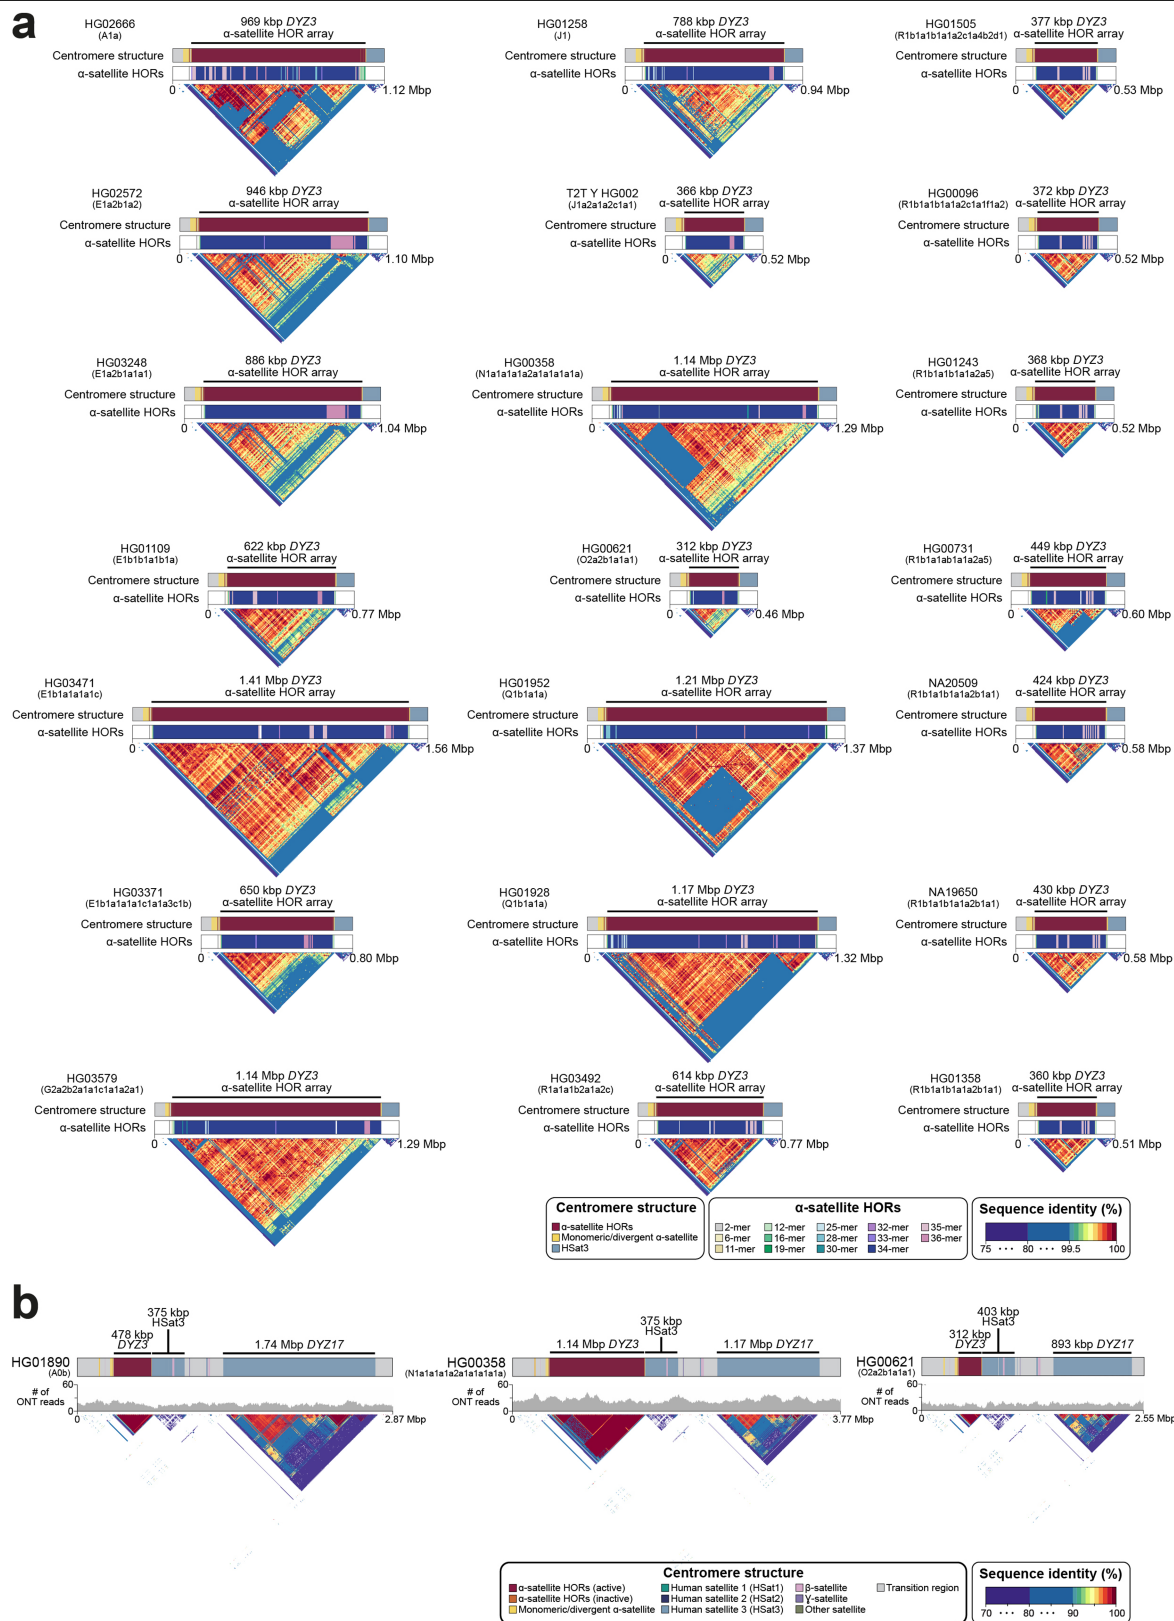 a
HG02666
(A1a)
969 kbp DYZ3
α-satellite HOR array
Centromere structure
α-satellite HORs
0
1.12 Mbp
HG01258
(J1)
788 kbp DYZ3
α-satellite HOR array
Centromere structure
α-satellite HORs
0
0.94 Mbp
HG01505
(R1b1a1b1a1a2c1a4b2d1)
377 kbp DYZ3
α-satellite HOR array
Centromere structure
α-satellite HORs
0
0.53 Mbp
HG02572
(E1a2b1a2)
946 kbp DYZ3
α-satellite HOR array
Centromere structure
α-satellite HORs
0
1.10 Mbp
T2T Y HG002
(J1a2a1a2c1a1)
366 kbp DYZ3
α-satellite HOR array
Centromere structure
α-satellite HORs
0
0.52 Mbp
HG00096
(R1b1a1b1a1a2c1a1f1a2)
372 kbp DYZ3
α-satellite HOR array
Centromere structure
α-satellite HORs
0
0.52 Mbp
HG03248
(E1a2b1a1a1)
886 kbp DYZ3
α-satellite HOR array
Centromere structure
α-satellite HORs
0
1.04 Mbp
HG00358
(N1a1a1a1a2a1a1a1a1a)
1.14 Mbp DYZ3
α-satellite HOR array
Centromere structure
α-satellite HORs
0
1.29 Mbp
HG01243
(R1b1a1b1a1a2a5)
368 kbp DYZ3
α-satellite HOR array
Centromere structure
α-satellite HORs
0
0.52 Mbp
HG01109
(E1b1b1a1b1a)
622 kbp DYZ3
α-satellite HOR array
Centromere structure
α-satellite HORs
0
0.77 Mbp
HG00621
(O2a2b1a1a1)
312 kbp DYZ3
α-satellite HOR array
Centromere structure
α-satellite HORs
0
0.46 Mbp
HG00731
(R1b1a1ab1a1a2a5)
449 kbp DYZ3
α-satellite HOR array
Centromere structure
α-satellite HORs
0
0.60 Mbp
HG03471
(E1b1a1a1a1c)
1.41 Mbp DYZ3
α-satellite HOR array
Centromere structure
α-satellite HORs
0
1.56 Mbp
HG01952
(Q1b1a1a)
1.21 Mbp DYZ3
α-satellite HOR array
Centromere structure
α-satellite HORs
0
1.37 Mbp
NA20509
(R1b1a1b1a1a2b1a1)
424 kbp DYZ3
α-satellite HOR array
Centromere structure
α-satellite HORs
0
0.58 Mbp
HG03371
(E1b1a1a1a1c1a1a3c1b)
650 kbp DYZ3
α-satellite HOR array
Centromere structure
α-satellite HORs
0
0.80 Mbp
HG01928
(Q1b1a1a)
1.17 Mbp DYZ3
α-satellite HOR array
Centromere structure
α-satellite HORs
0
1.32 Mbp
NA19650
(R1b1a1b1a1a2b1a1)
430 kbp DYZ3
α-satellite HOR array
Centromere structure
α-satellite HORs
0
0.58 Mbp
HG03579
(G2a2b2a1a1c1a1a2a1)
1.14 Mbp DYZ3
α-satellite HOR array
Centromere structure
α-satellite HORs
0
1.29 Mbp
HG03492
(R1a1a1b2a1a2c)
614 kbp DYZ3
α-satellite HOR array
Centromere structure
α-satellite HORs
0
0.77 Mbp
HG01358
(R1b1a1b1a1a2b1a1)
360 kbp DYZ3
α-satellite HOR array
Centromere structure
α-satellite HORs
0
0.51 Mbp
Centromere structure
α-satellite HORs
Monomeric/divergent α-satellite
HSat3
α-satellite HORs
2-mer 12-mer 25-mer 32-mer 35-mer
6-mer 16-mer 28-mer 33-mer 36-mer
11-mer 19-mer 30-mer 34-mer
Sequence identity (%)
75 ··· 80 ··· 99.5 100
b
HG01890
(A0b)
478 kbp
DYZ3
375 kbp
HSat3
1.74 Mbp DYZ17
# of
ONT reads
60
0
0
2.87 Mbp
HG00358
(N1a1a1a1a2a1a1a1a1a)
1.14 Mbp DYZ3
375 kbp
HSat3
1.17 Mbp DYZ17
# of
ONT reads
60
0
0
3.77 Mbp
HG00621
(O2a2b1a1a1)
312 kbp
DYZ3
403 kbp
HSat3
893 kbp DYZ17
# of
ONT reads
60
0
0
2.55 Mbp
Centromere structure
α-satellite HORs (active) Human satellite 1 (HSat1) β-satellite Transition region
α-satellite HORs (inactive) Human satellite 2 (HSat2) Ɣ-satellite
Monomeric/divergent α-satellite Human satellite 3 (HSat3) Other satellite
Sequence identity (%)
70 ··· 80 ··· 90 100